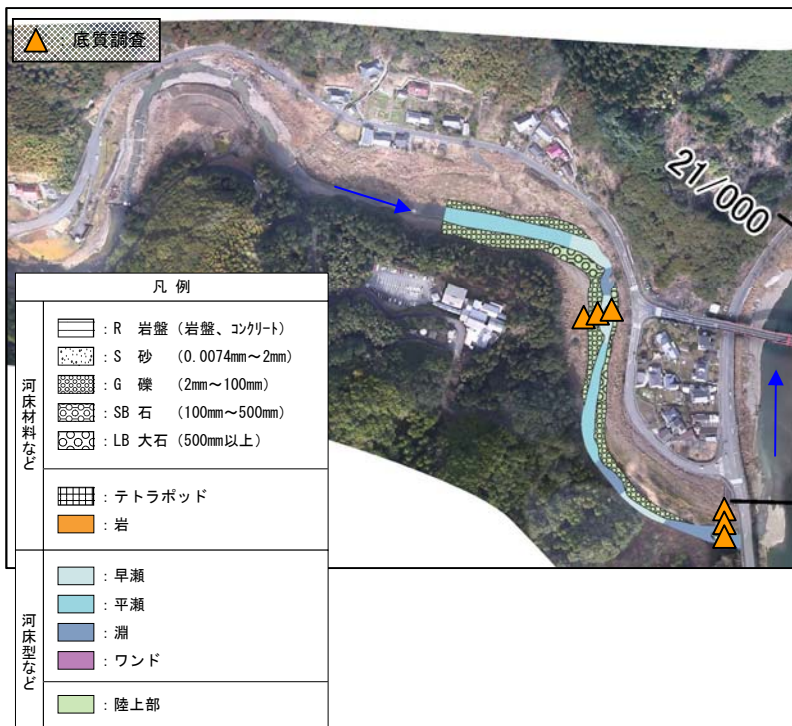 ：底質調査
21/000
凡 例
河床材料など
：R 岩盤（岩盤、ｺﾝｸﾘｰﾄ）
：S 砂 （0.0074mm～2mm）
：G 礫 （2mm～100mm）
：SB 石 （100mm～500mm）
：LB 大石（500mm以上）
：テトラポッド
：岩
河床型など
：早瀬
：平瀬
：淵
：ワンド
：陸上部